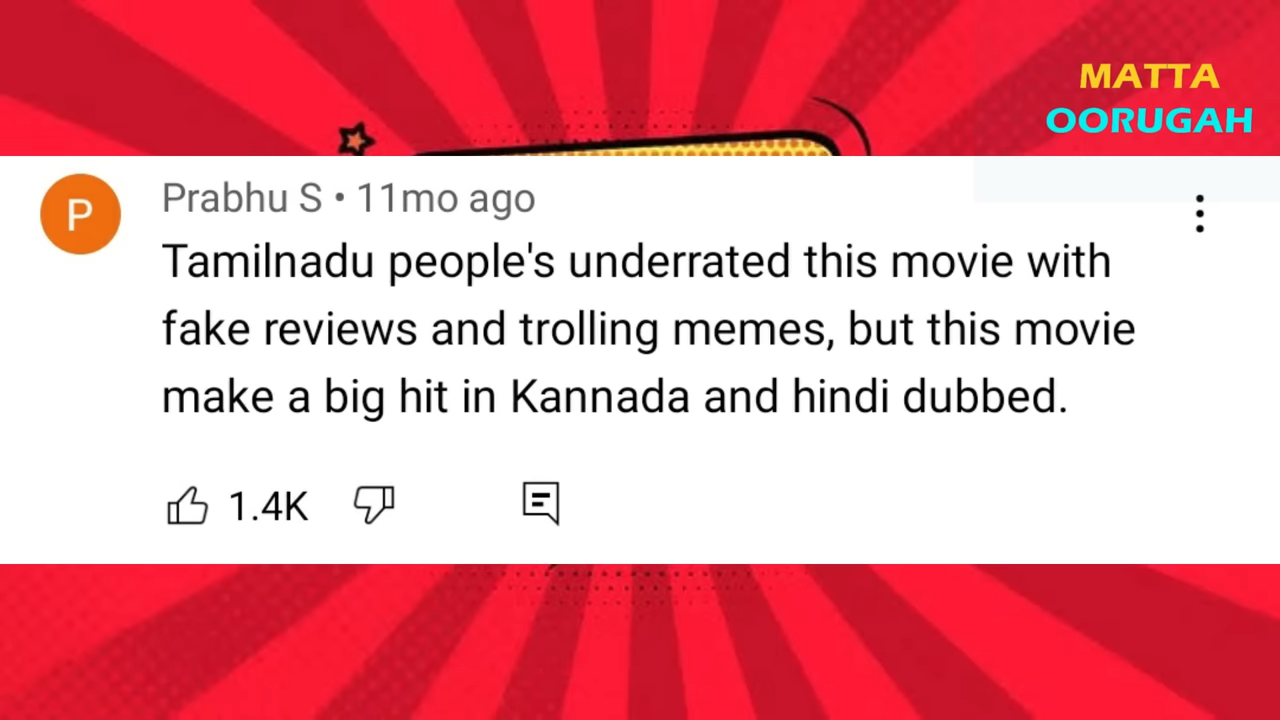 MATTA
OORUGAH
P
Prabhu S • 11mo ago
Tamilnadu people's underrated this movie with
fake reviews and trolling memes, but this movie
make a big hit in Kannada and hindi dubbed.
1.4K